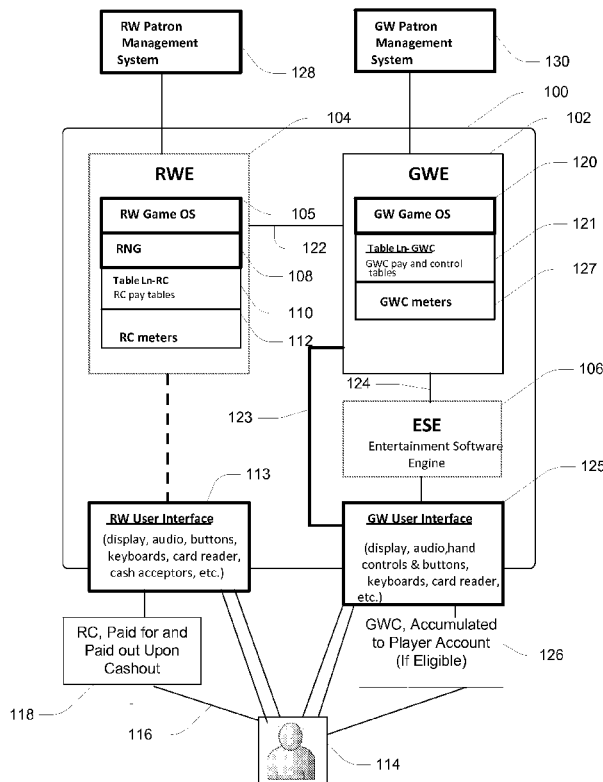 RW Patron
Management
System
128
GW Patron
Management
System
130
100
104
102
RWE
GWE
120
RW Game OS
105
GW Game OS
122
121
RNG
108
Table Ln-GWC
GWC pay and control
tables
127
Table Ln-RC
RC pay tables
110
GWC meters
112
RC meters
124
106
123
ESE
Entertainment Software
Engine
113
125
RW User Interface
(display, audio, buttons,
keyboards, card reader,
cash acceptors, etc.)
GW User Interface
(display, audio,hand
controls & buttons,
keyboards, card reader,
etc.)
RC, Paid for and
Paid out Upon
Cashout
GWC, Accumulated
to Player Account
(If Eligible)
126
118
116
114